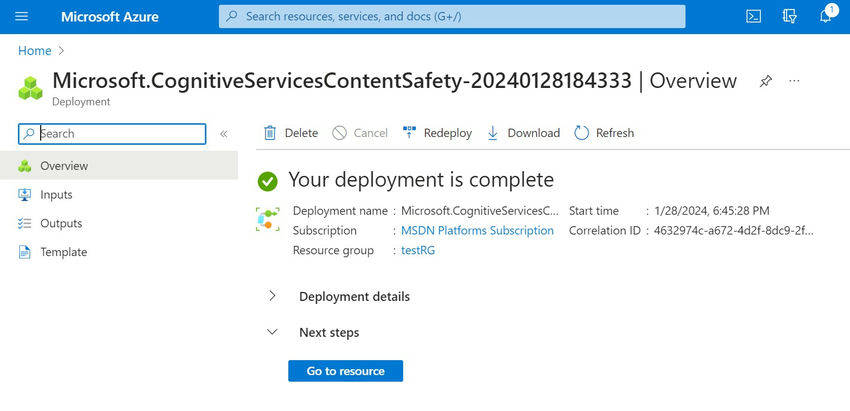 Microsoft Azure
Search resources, services, and docs (G+/)
1
Home
Microsoft.CognitiveServicesContentSafety-20240128184333 | Overview
Deployment
Search
Delete Cancel Redeploy Download Refresh
Overview
Inputs
Outputs
Template
Your deployment is complete
Deployment name : Microsoft.CognitiveServicesC... Start time : 1/28/2024, 6:45:28 PM
Subscription : MSDN Platforms Subscription Correlation ID : 4632974c-a672-4d2f-8dc9-2f...
Resource group : testRG
Deployment details
Next steps
Go to resource